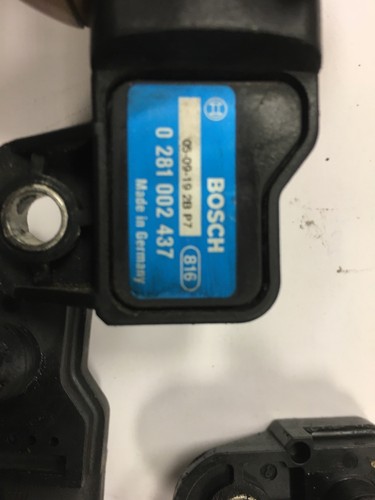 BOSCH
816
'05-09-19 2B P7
0 281 002 437
Made in Germany